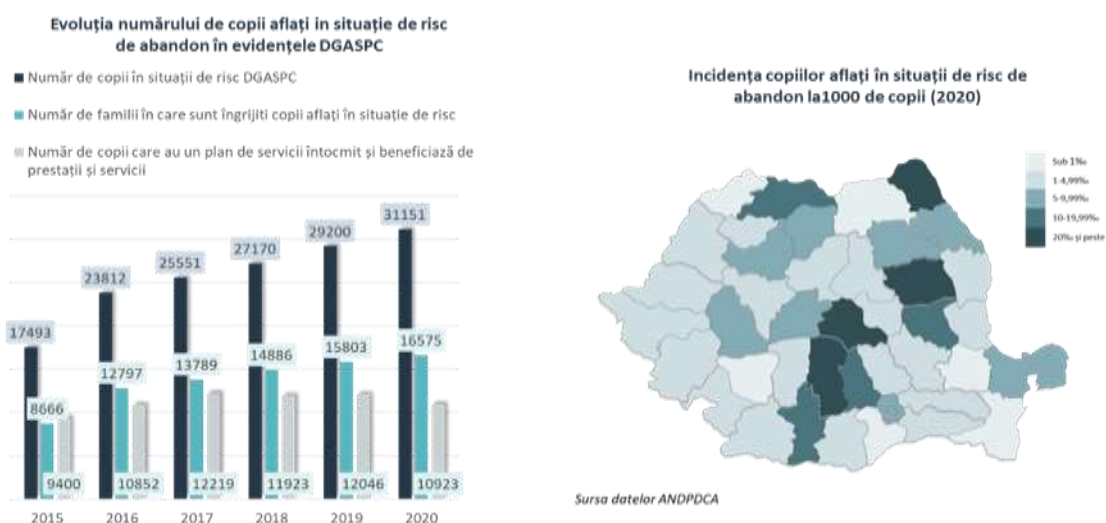 Evoluția numărului de copii aflați in situație de risc
de abandon în evidențele DGASPC
Număr de copii în situații de risc DGASPC
Număr de familii în care sunt îngrijiti copii aflați în situație de risc
Număr de copii care au un plan de servicii întocmit și beneficiază de
prestații și servicii
17493
8666
9400
23812
12797
10852
25551
13789
12219
27170
14886
11923
29200
15803
12046
31151
16575
10923
2015 2016 2017 2018 2019 2020
Incidența copiilor aflați în situații de risc de
abandon la1000 de copii (2020)
Sub 1‰
1-4,99‰
5-9,99‰
10-19,99‰
20‰ și peste
Sursa datelor ANDPDCA